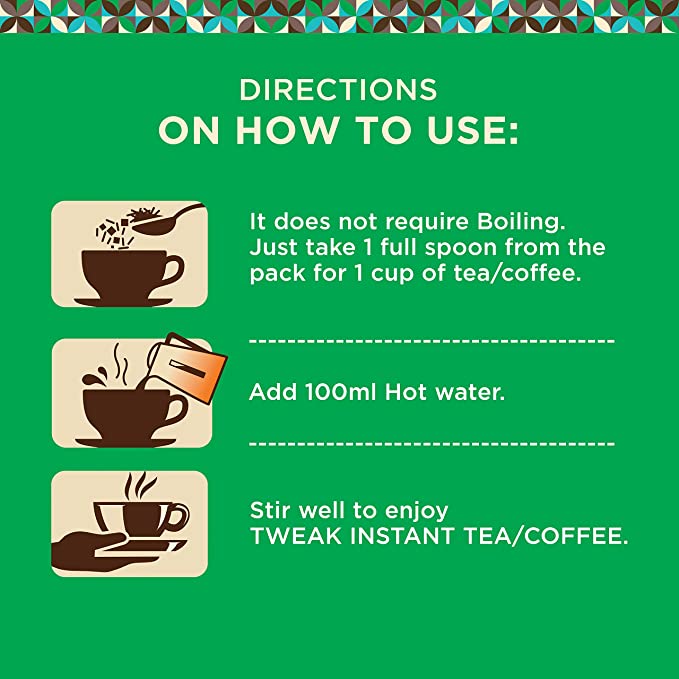 DIRECTIONS
ON HOW TO USE:
It does not require Boiling.
Just take 1 full spoon from the
pack for 1 cup of tea/coffee.
Add 100ml Hot water.
Stir well to enjoy
TWEAK INSTANT TEA/COFFEE.